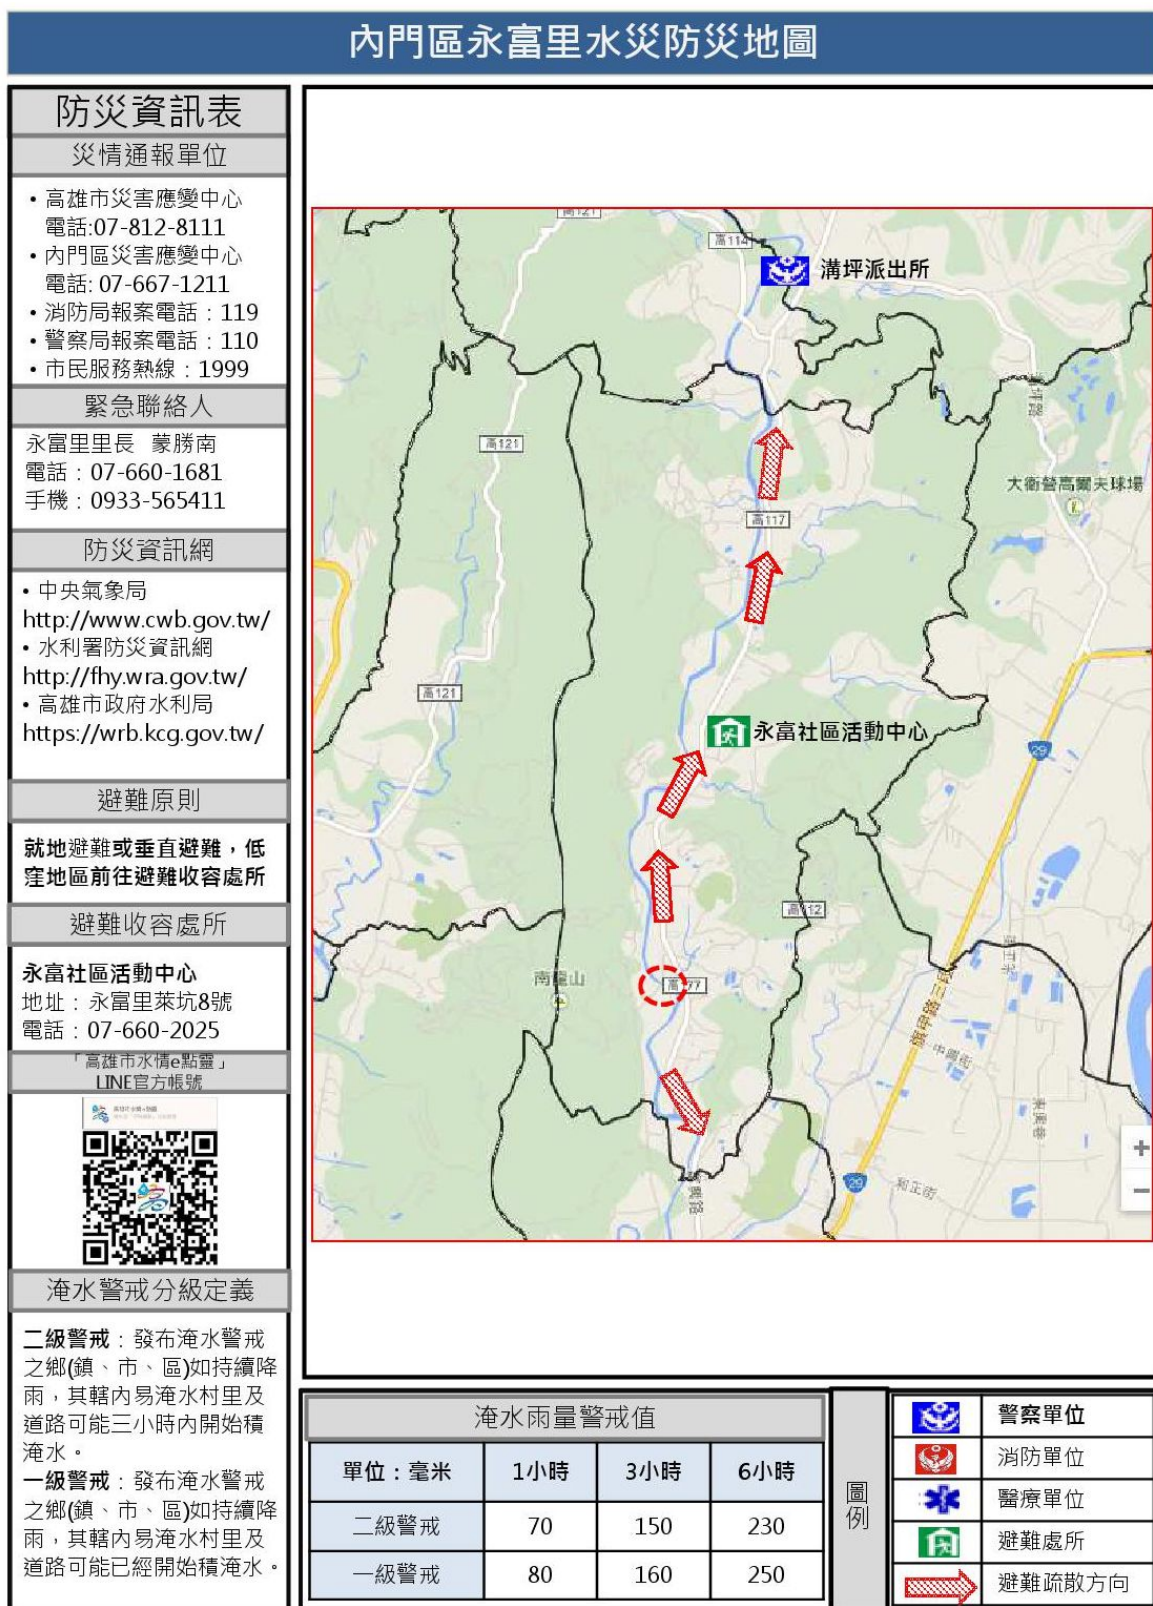 內門區永富里水災防災地圖
防災資訊表
災情通報單位
• 高雄市災害應變中心
電話:07-812-8111
• 內門區災害應變中心
電話: 07-667-1211
• 消防局報案電話：119
• 警察局報案電話：110
• 市民服務熱線：1999
緊急聯絡人
永富里里長 蒙勝南
電話：07-660-1681
手機：0933-565411
防災資訊網
• 中央氣象局
http://www.cwb.gov.tw/
• 水利署防災資訊網
http://fhy.wra.gov.tw/
• 高雄市政府水利局
https://wrb.kcg.gov.tw/
避難原則
就地避難或垂直避難，低
窪地區前往避難收容處所
避難收容處所
永富社區活動中心
地址：永富里萊坑8號
電話：07-660-2025
「高雄市水情e點靈」
LINE官方帳號
淹水警戒分級定義
二級警戒：發布淹水警戒
之鄉(鎮、市、區)如持續降
雨，其轄內易淹水村里及
道路可能三小時內開始積
淹水。
一級警戒：發布淹水警戒
之鄉(鎮、市、區)如持續降
雨，其轄內易淹水村里及
道路可能已經開始積淹水。
高121
高114
溝坪派出所
高121
大衛營高爾夫球場
高117
高121
永富社區活動中心
29
高112
南龍山
高 77
旗甲路三段
中興街
29
和正街
+
−
淹水雨量警戒值
單位：毫米 1小時 3小時 6小時
二級警戒 70 150 230
一級警戒 80 160 250
圖例
警察單位
消防單位
醫療單位
避難處所
避難疏散方向